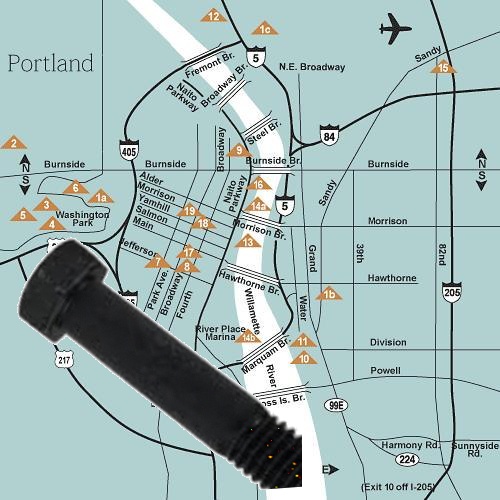 12
1c
Portland
Fremont Br.
5
N.E. Broadway
Sandy
15
Naito
Parkway
Broadway Br.
Steel Br.
84
2
405
Broadway
9
N
S
Burnside
Burnside
Burnside Br.
Burnside
N
S
6
1a
Alder
Morrison
Yamhill
Salmon
Main
Naito
Parkway
16
14a
5
Sandy
3
5
4
Washington
Park
19
18
Morrison Br.
Morrison
13
Jefferson
7
17
8
Grand
39th
82nd
Hawthorne Br.
Hawthorne
Park Ave.
Broadway
Fourth
Willamette
River
Water
1b
205
River Place
Marina
14b
Marquam Br.
11
10
Division
217
Powell
ss Is. Br.
99E
Harmony Rd.
Sunnyside
Rd.
224
E
(Exit 10 off I-205)